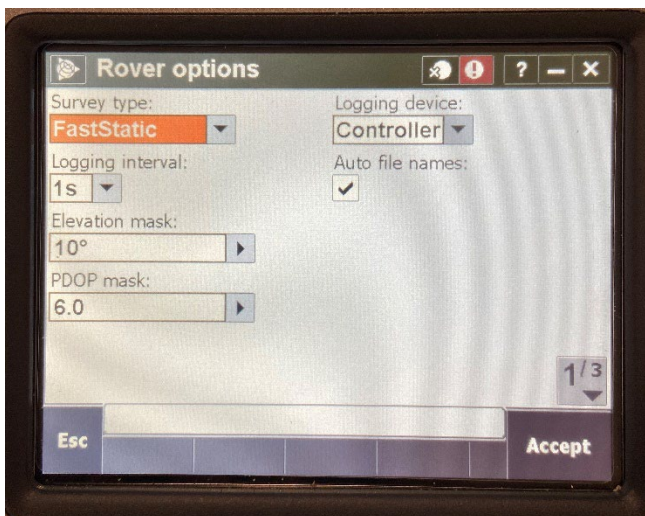 Rover options
? – X
Survey type:
FastStatic
Logging device:
Controller
Logging interval:
1s
Auto file names:
Elevation mask:
10°
PDOP mask:
6.0
1/3
Esc
Accept